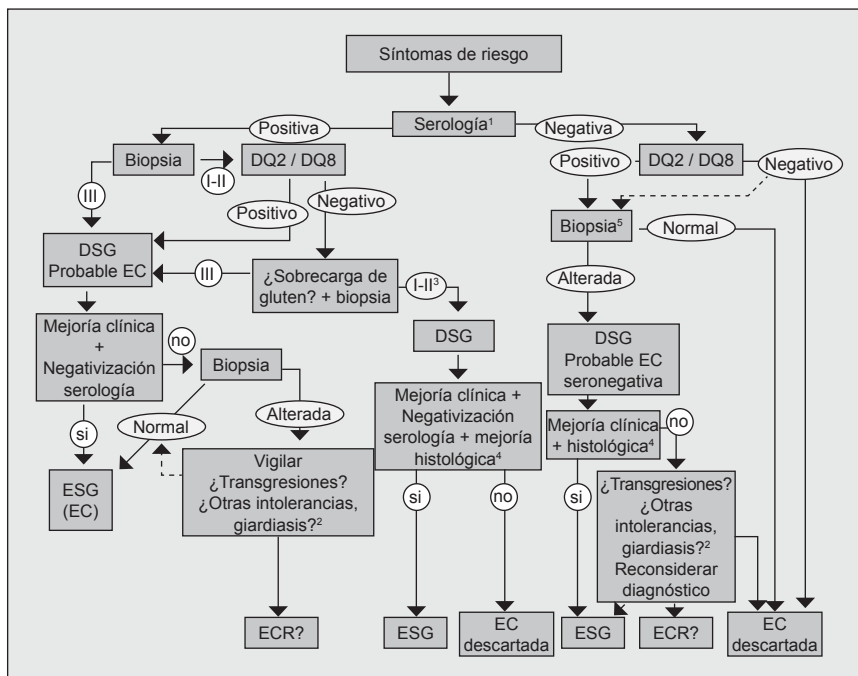 Síntomas de riesgo
Serología¹
Positiva
Negativa
Biopsia
I-II
DQ2 / DQ8
III
Positivo
Negativo
DSG
Probable EC
III
¿Sobrecarga de
gluten? + biopsia
I-II³
DSG
Mejoría clínica
+
Negativización
serología
no
si
Biopsia
Normal
Alterada
ESG
(EC)
Vigilar
¿Transgresiones?
¿Otras intolerancias,
giardiasis?²
ECR?
Mejoría clínica +
Negativización
serología + mejoría
histológica⁴
si
no
ESG
EC
descartada
DQ2 / DQ8
Positivo
Negativo
Biopsia⁵
Normal
Alterada
DSG
Probable EC
seronegativa
Mejoría clínica
+ histológica⁴
no
si
¿Transgresiones?
¿Otras
intolerancias,
giardiasis?²
Reconsiderar
diagnóstico
ESG
ECR?
EC
descartada